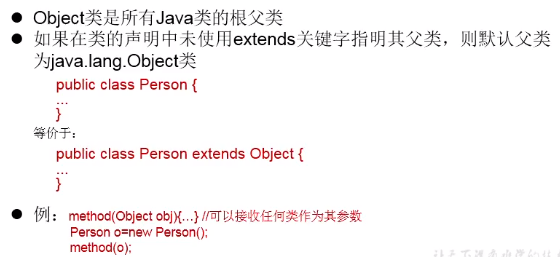 ● Object类是所有Java类的根父类
● 如果在类的声明中未使用extends关键字指明其父类，则默认父类
为java.lang.Object类
public class Person {
...
}
等价于：
public class Person extends Object {
...
}
● 例：method(Object obj){…} //可以接收任何类作为其参数
Person o=new Person();
method(o);